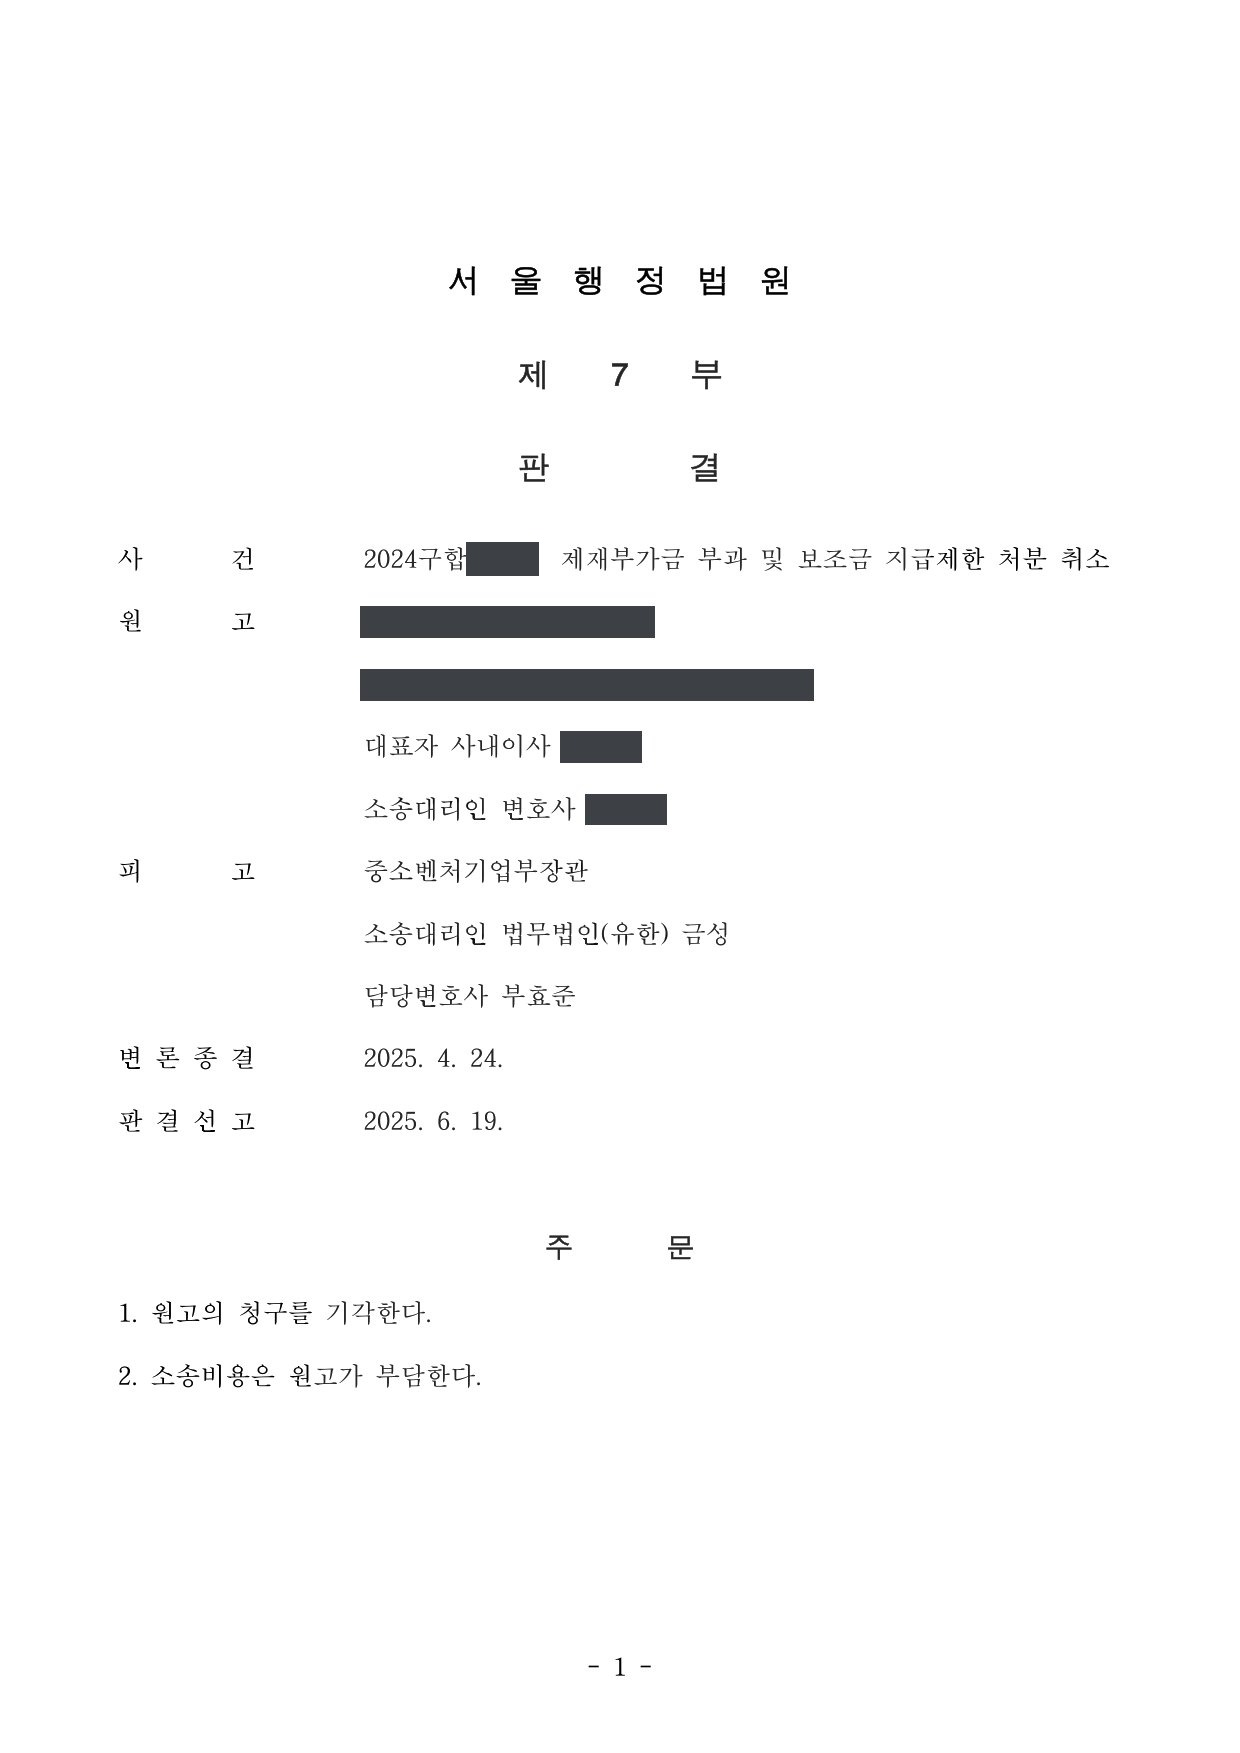 서 울 행 정 법 원
제 7 부
판 결
사 건 2024구합 제재부가금 부과 및 보조금 지급제한 처분 취소
원 고
대표자 사내이사
소송대리인 변호사
피 고 중소벤처기업부장관
소송대리인 법무법인(유한) 금성
담당변호사 부효준
변 론 종 결 2025. 4. 24.
판 결 선 고 2025. 6. 19.
주 문
1. 원고의 청구를 기각한다.
2. 소송비용은 원고가 부담한다.
- 1 -